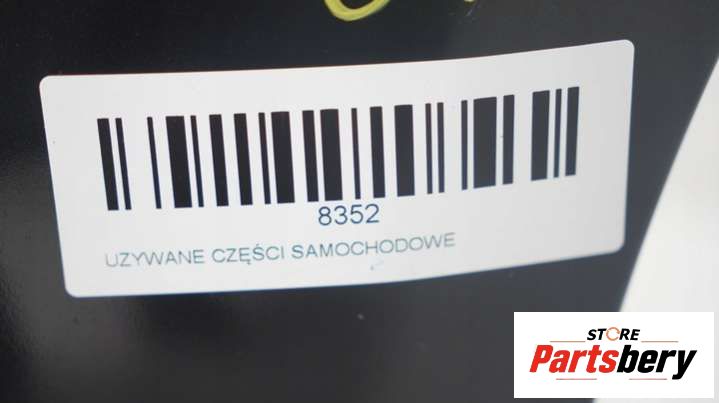 8352
UZYWANE CZĘŚCI SAMOCHODOWE
STORE
Partsbery